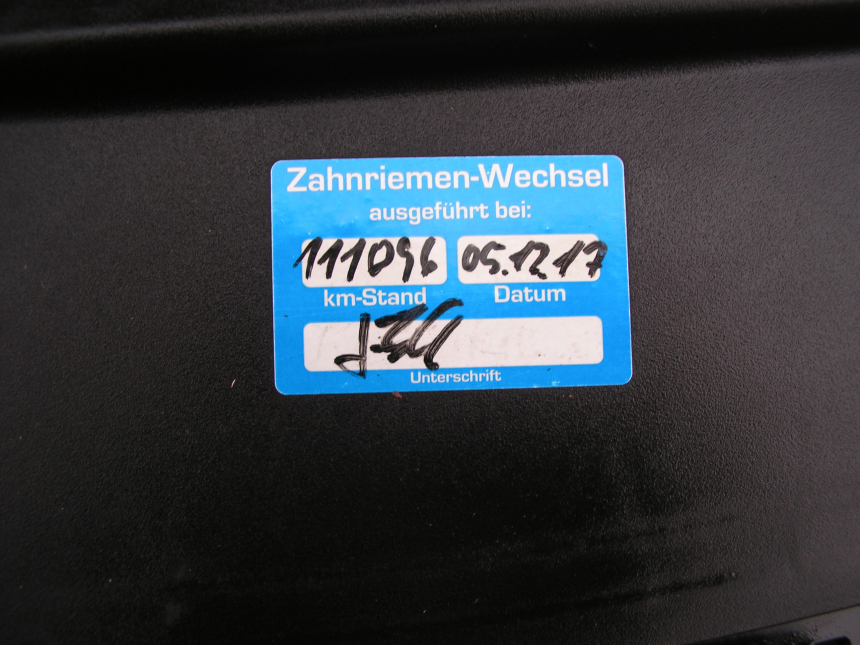 Zahnriemen-Wechsel
ausgeführt bei:
111096 05.12.17
km-Stand Datum
Unterschrift